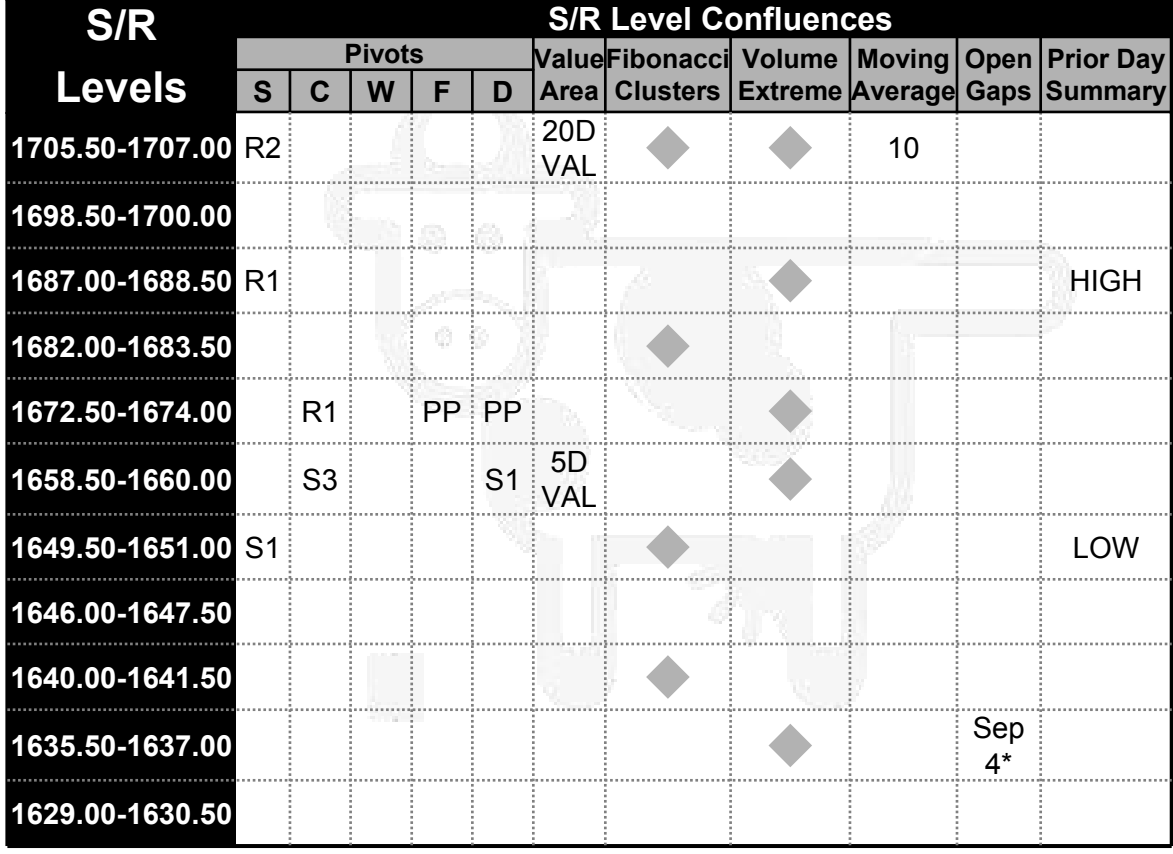 S/R Levels
S/R Level Confluences
Pivots
Value Area
Fibonacci Clusters
Volume Extreme
Moving Average
Open Gaps
Prior Day Summary
S C W F D
1705.50-1707.00 R2 20D VAL ◆ ◆ 10
1698.50-1700.00
1687.00-1688.50 R1 ◆ HIGH
1682.00-1683.50 ◆
1672.50-1674.00 R1 PP PP ◆
1658.50-1660.00 S3 S1 5D VAL ◆
1649.50-1651.00 S1 ◆ LOW
1646.00-1647.50
1640.00-1641.50 ◆
1635.50-1637.00 ◆ Sep 4*
1629.00-1630.50